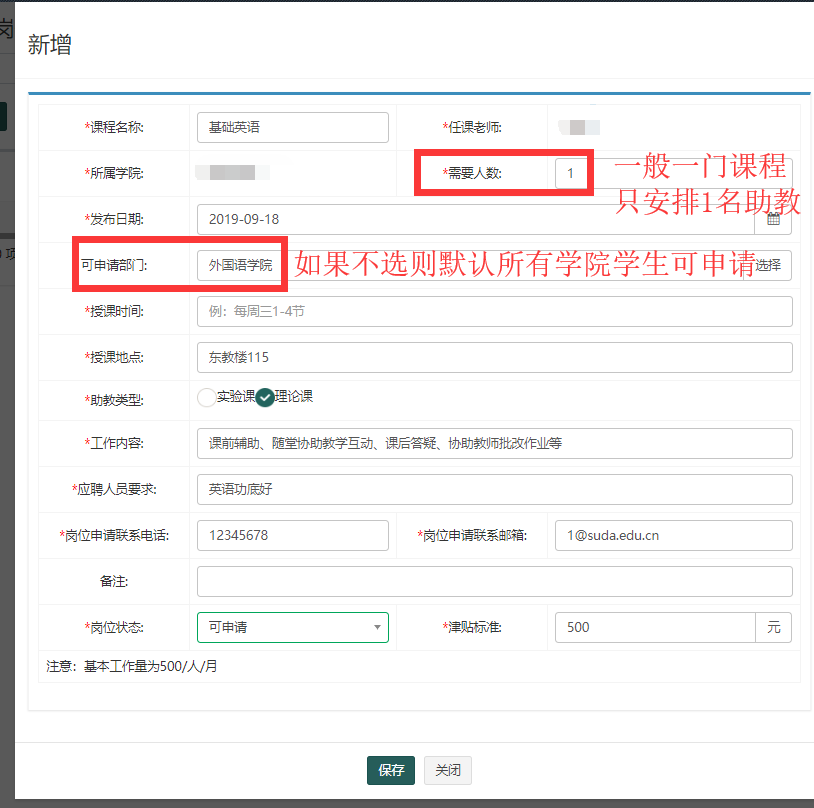 岗
新增
*课程名称: 基础英语 *任课老师:
*所属学院: *需要人数: 1 一般一门课程
只安排1名助教
*发布日期: 2019-09-18
可申请部门: 外国语学院 如果不选则默认所有学院学生可申请 选择
项
*授课时间: 例：每周三1-4节
*授课地点: 东教楼115
*助教类型: 实验课 理论课
*工作内容: 课前辅助、随堂协助教学互动、课后答疑、协助教师批改作业等
*应聘人员要求: 英语功底好
*岗位申请联系电话: 12345678 *岗位申请联系邮箱: 1@suda.edu.cn
备注:
*岗位状态: 可申请 *津贴标准: 500 元
注意：基本工作量为500/人/月
保存 关闭